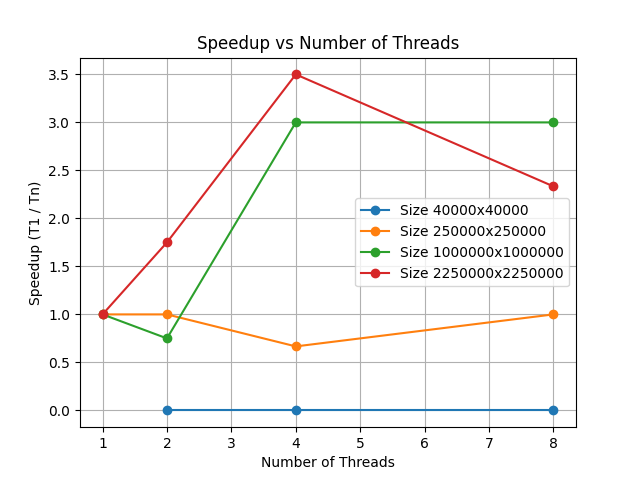 Speedup vs Number of Threads
Speedup (T1 / Tn)
3.5
3.0
2.5
2.0
1.5
1.0
0.5
0.0
Size 40000x40000
Size 250000x250000
Size 1000000x1000000
Size 2250000x2250000
1 2 3 4 5 6 7 8
Number of Threads